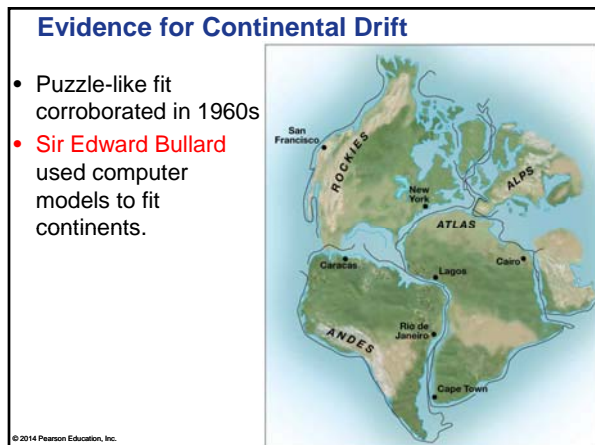 Evidence for Continental Drift
• Puzzle-like fit
corroborated in 1960s
• Sir Edward Bullard
used computer
models to fit
continents.
San
Francisco
ROCKIES
New
York
ALPS
ATLAS
Caracas
Lagos
Cairo
Rio de
Janeiro
ANDES
Cape Town
© 2014 Pearson Education, Inc.